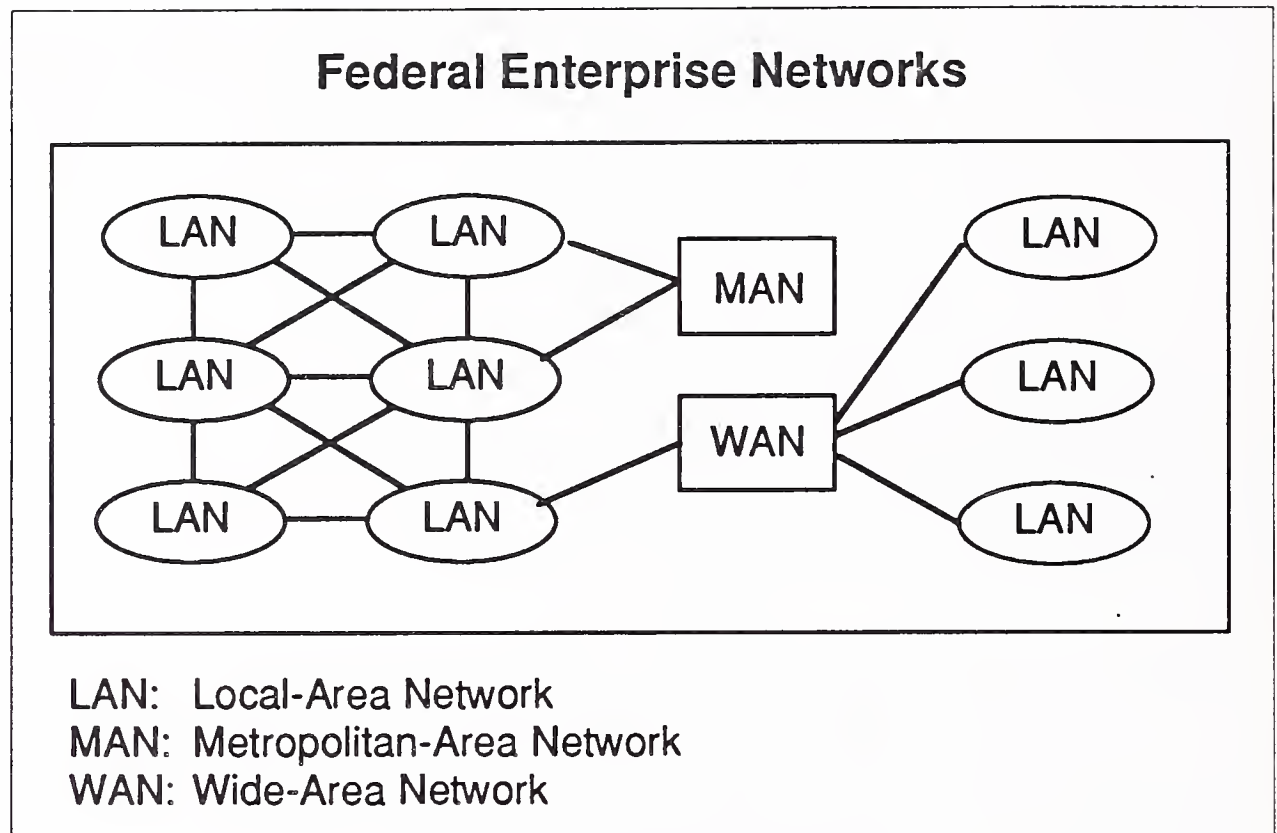 Federal Enterprise Networks
LAN LAN LAN
MAN
LAN LAN LAN
WAN
LAN LAN LAN
LAN: Local-Area Network
MAN: Metropolitan-Area Network
WAN: Wide-Area Network